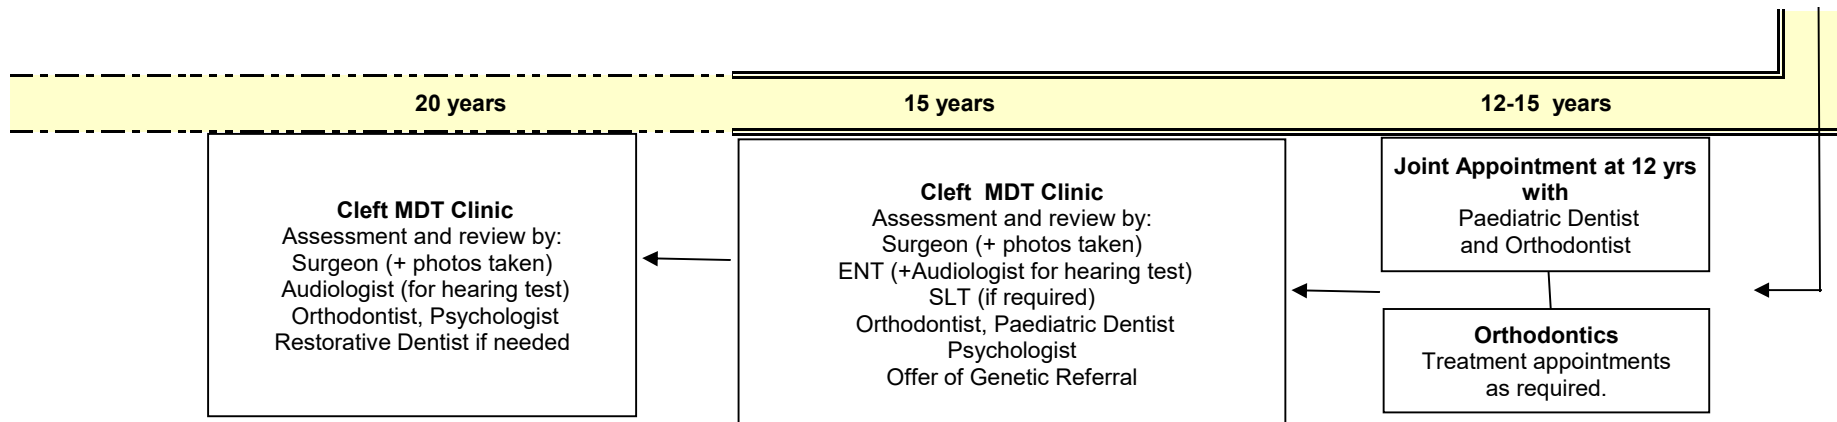 20 years
15 years
12-15 years
Cleft MDT Clinic
Assessment and review by:
Surgeon (+ photos taken)
Audiologist (for hearing test)
Orthodontist, Psychologist
Restorative Dentist if needed
Cleft MDT Clinic
Assessment and review by:
Surgeon (+ photos taken)
ENT (+Audiologist for hearing test)
SLT (if required)
Orthodontist, Paediatric Dentist
Psychologist
Offer of Genetic Referral
Joint Appointment at 12 yrs
with
Paediatric Dentist
and Orthodontist
Orthodontics
Treatment appointments
as required.